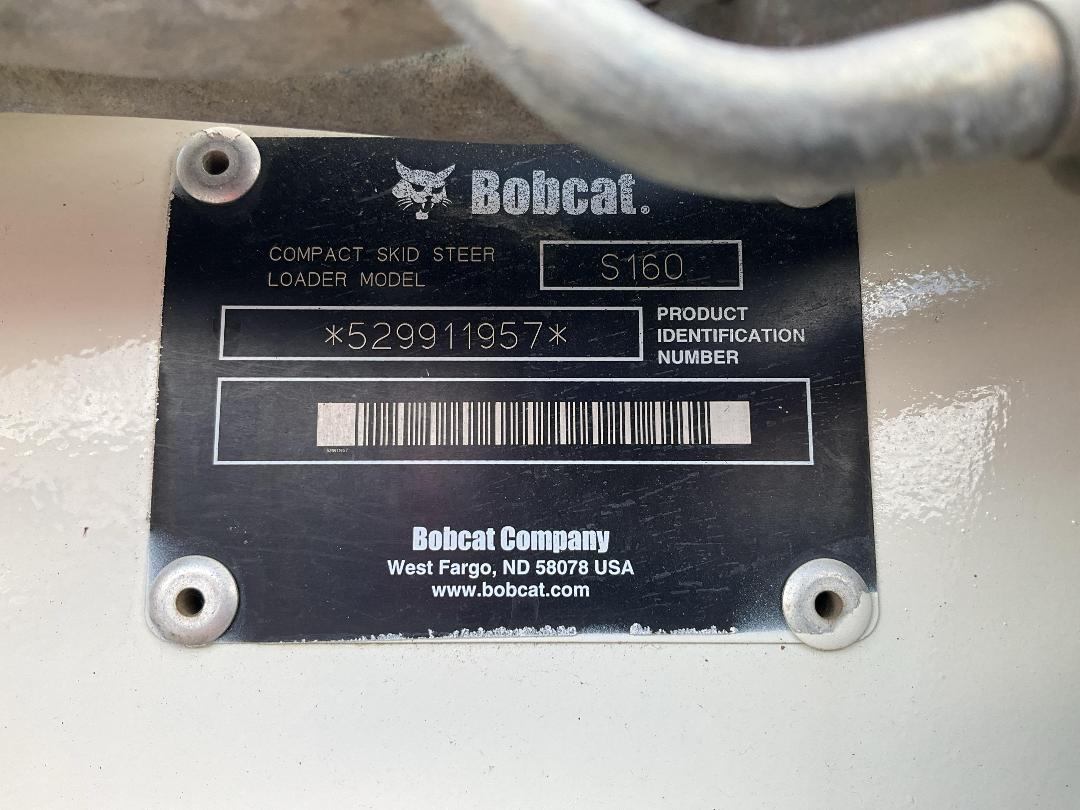 Bobcat®
COMPACT SKID STEER
LOADER MODEL
S160
*529911957*
PRODUCT
IDENTIFICATION
NUMBER
529911957
Bobcat Company
West Fargo, ND 58078 USA
www.bobcat.com